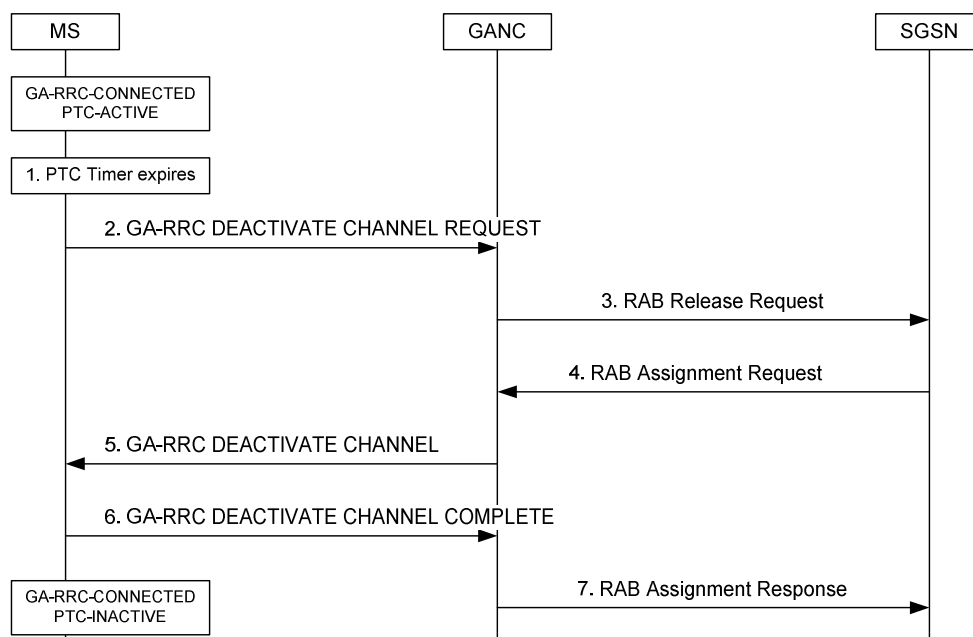 MS
GANC
SGSN
GA-RRC-CONNECTED
PTC-ACTIVE
1. PTC Timer expires
2. GA-RRC DEACTIVATE CHANNEL REQUEST
3. RAB Release Request
4. RAB Assignment Request
5. GA-RRC DEACTIVATE CHANNEL
6. GA-RRC DEACTIVATE CHANNEL COMPLETE
GA-RRC-CONNECTED
PTC-INACTIVE
7. RAB Assignment Response